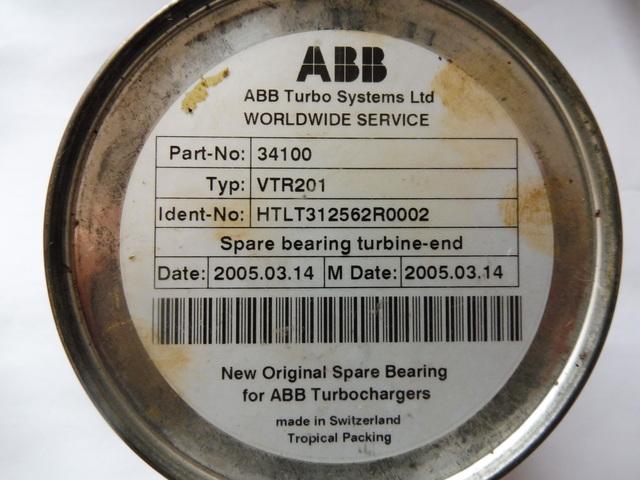 ABB
ABB Turbo Systems Ltd
WORLDWIDE SERVICE
Part-No: 34100
Typ: VTR201
Ident-No: HTLT312562R0002
Spare bearing turbine-end
Date: 2005.03.14 M Date: 2005.03.14
New Original Spare Bearing
for ABB Turbochargers
made in Switzerland
Tropical Packing